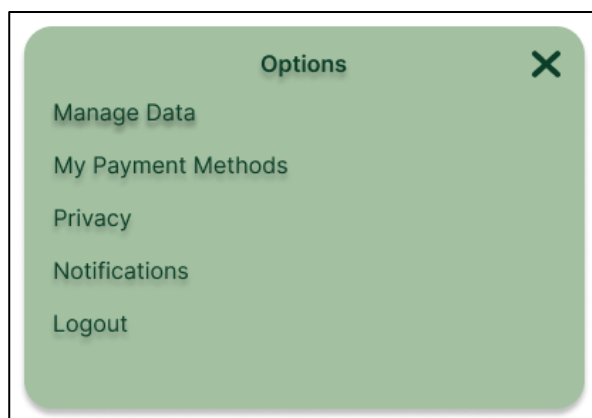 Options
Manage Data
My Payment Methods
Privacy
Notifications
Logout